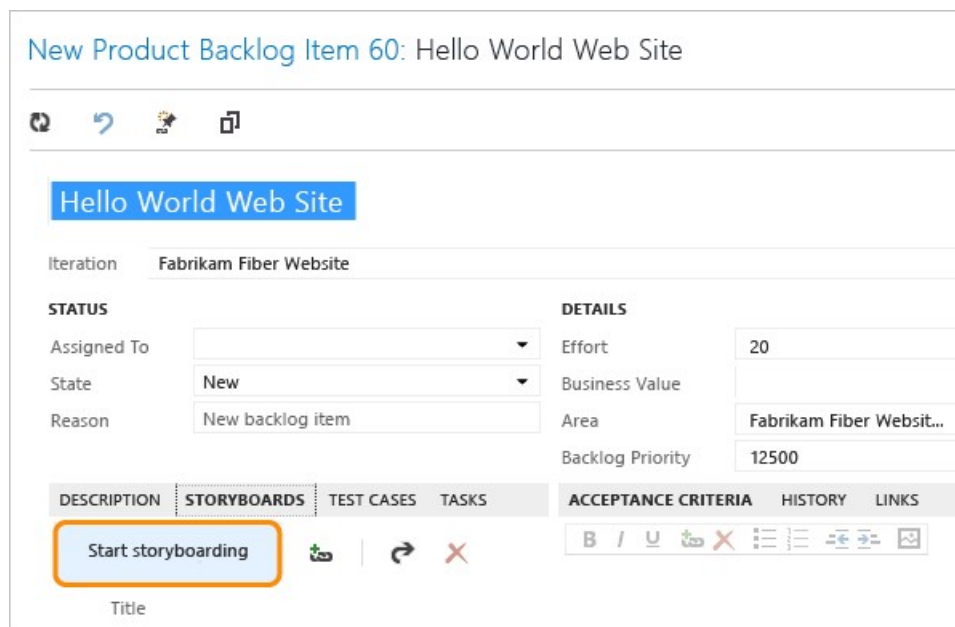 New Product Backlog Item 60: Hello World Web Site
Hello World Web Site
Iteration Fabrikam Fiber Website
STATUS
Assigned To
State New
Reason New backlog item
DETAILS
Effort 20
Business Value
Area Fabrikam Fiber Websit...
Backlog Priority 12500
DESCRIPTION STORYBOARDS TEST CASES TASKS
Start storyboarding
Title
ACCEPTANCE CRITERIA HISTORY LINKS
B I U